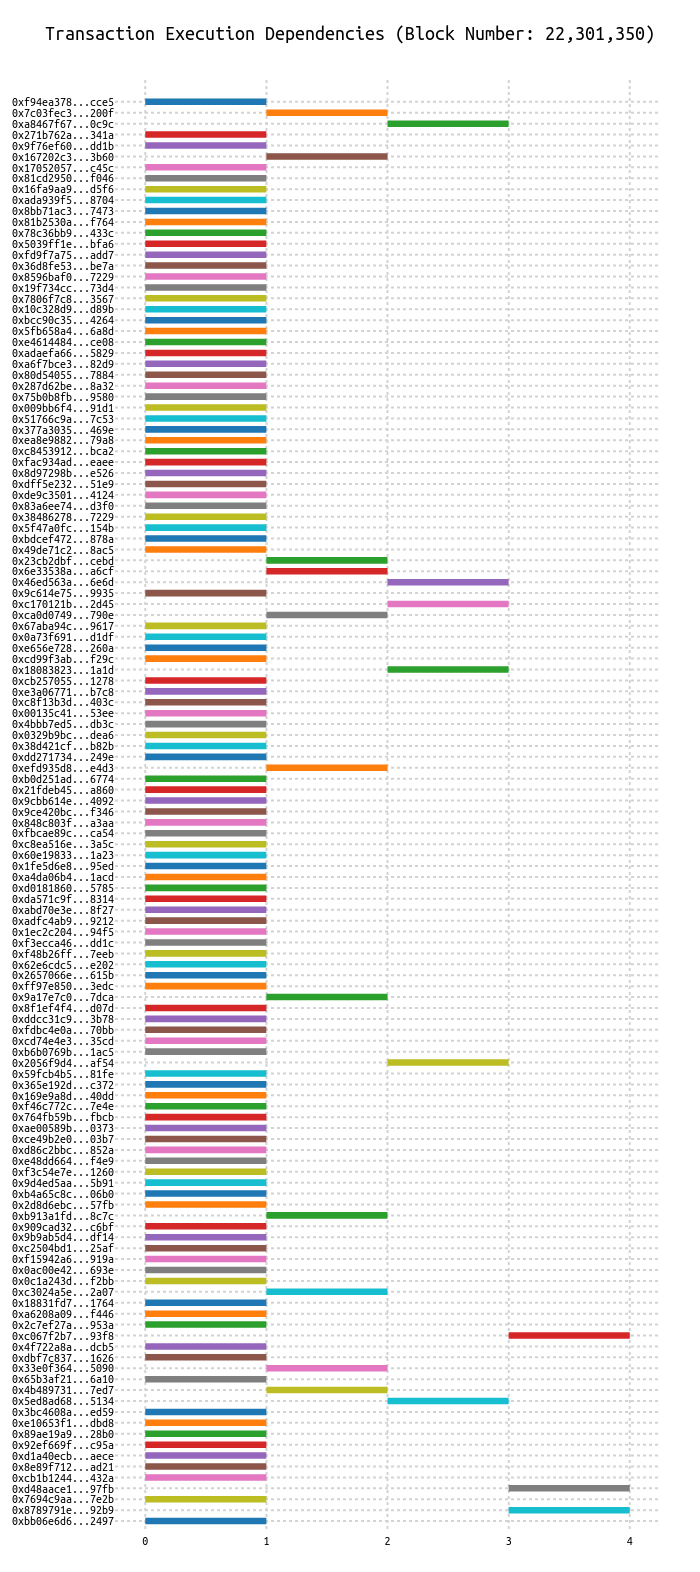 Transaction Execution Dependencies (Block Number: 22,301,350)
0xf94ea378...cce5
0x7c03fec3...200f
0xa8467f67...0c9c
0x271b762a...341a
0x9f76ef60...dd1b
0x167202c3...3b60
0x17052057...c45c
0x81cd2950...f046
0x16fa9aa9...d5f6
0xada939f5...8704
0x8bb71ac3...7473
0x81b2530a...f764
0x78c36bb9...433c
0x5039ff1e...bfa6
0xfd9f7a75...add7
0x36d8fe53...be7a
0x8596baf0...7229
0x19f734cc...73d4
0x7806f7c8...3567
0x10c328d9...d89b
0xbcc90c35...4264
0x5fb658a4...6a8d
0xe4614484...ce08
0xadaefa66...5829
0xa6f7bce3...82d9
0x80d54055...7884
0x287d62be...8a32
0x75b0b8fb...9580
0x009bb6f4...91d1
0x51766c9a...7c53
0x377a3035...469e
0xea8e9882...79a8
0xc8453912...bca2
0xfac934ad...eaee
0x8d97298b...e526
0xdff5e232...51e9
0xde9c3501...4124
0x83a6ee74...d3f0
0x38486278...7229
0x5f47a0fc...154b
0xbdcef472...878a
0x49de71c2...8ac5
0x23cb2dbf...cebd
0x6e33538a...a6cf
0x46ed563a...6e6d
0x9c614e75...9935
0xc170121b...2d45
0xca0d0749...790e
0x67aba94c...9617
0x0a73f691...d1df
0xe656e728...260a
0xcd99f3ab...f29c
0x18083823...1a1d
0xcb257055...1278
0xe3a06771...b7c8
0xc8f13b3d...403c
0x00135c41...53ee
0x4bbb7ed5...db3c
0x0329b9bc...dea6
0x38d421cf...b82b
0xdd271734...249e
0xefd935d8...e4d3
0xb0d251ad...6774
0x21fdeb45...a860
0x9cbb614e...4092
0x9ce420bc...f346
0x848c803f...a3aa
0xfbcae89c...ca54
0xc8ea516e...3a5c
0x60e19833...1a23
0x1fe5d6e8...95ed
0xa4da06b4...1acd
0xd0181860...5785
0xda571c9f...8314
0xabd70e3e...8f27
0xadfc4ab9...9212
0x1ec2c204...94f5
0xf3ecca46...dd1c
0xf48b26ff...7eeb
0x62e6cdc5...e202
0x2657066e...615b
0xff97e850...3edc
0x9a17e7c0...7dca
0x8f1ef4f4...d07d
0xddcc31c9...3b78
0xfdbc4e0a...70bb
0xcd74e4e3...35cd
0xb6b0769b...1ac5
0x2056f9d4...af54
0x59fcb4b5...81fe
0x365e192d...c372
0x169e9a8d...40dd
0xf46c772c...7e4e
0x764fb59b...fbcb
0xae00589b...0373
0xce49b2e0...03b7
0xd86c2bbc...852a
0xe48dd664...f4e9
0xf3c54e7e...1260
0x9d4ed5aa...5b91
0xb4a65c8c...06b0
0x2d8d6ebc...57fb
0xb913a1fd...8c7c
0x909cad32...c6bf
0x9b9ab5d4...df14
0xc2504bd1...25af
0xf15942a6...919a
0x0ac00e42...693e
0x0c1a243d...f2bb
0xc3024a5e...2a07
0x18831fd7...1764
0xa6208a09...f446
0x2c7ef27a...953a
0xc067f2b7...93f8
0x4f722a8a...dcb5
0xdbf7c837...1626
0x33e0f364...5090
0x65b3af21...6a10
0x4b489731...7ed7
0x5ed8ad68...5134
0x3bc4608a...ed59
0xe10653f1...dbd8
0x89ae19a9...28b0
0x92ef669f...c95a
0xd1a40ecb...aece
0x8e89f712...ad21
0xcb1b1244...432a
0xd48aace1...97fb
0x7694c9aa...7e2b
0x8789791e...92b9
0xbb06e6d6...2497
0 1 2 3 4